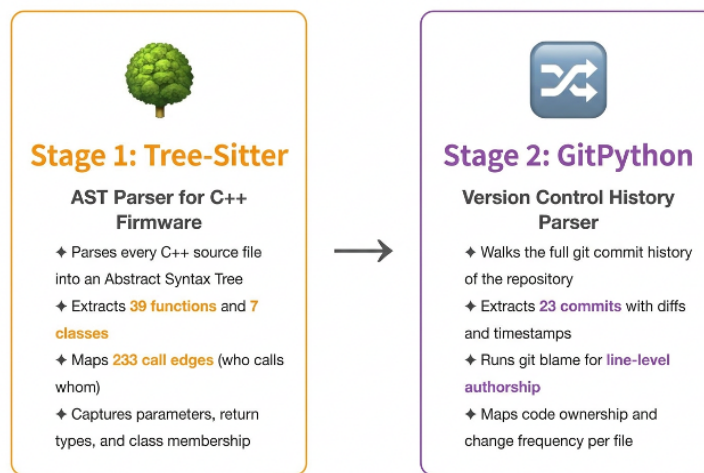 Stage 1: Tree-Sitter
AST Parser for C++
Firmware
✦ Parses every C++ source file
into an Abstract Syntax Tree
✦ Extracts 39 functions and 7
classes
✦ Maps 233 call edges (who calls
whom)
✦ Captures parameters, return
types, and class membership
Stage 2: GitPython
Version Control History
Parser
✦ Walks the full git commit history
of the repository
✦ Extracts 23 commits with diffs
and timestamps
✦ Runs git blame for line-level
authorship
✦ Maps code ownership and
change frequency per file